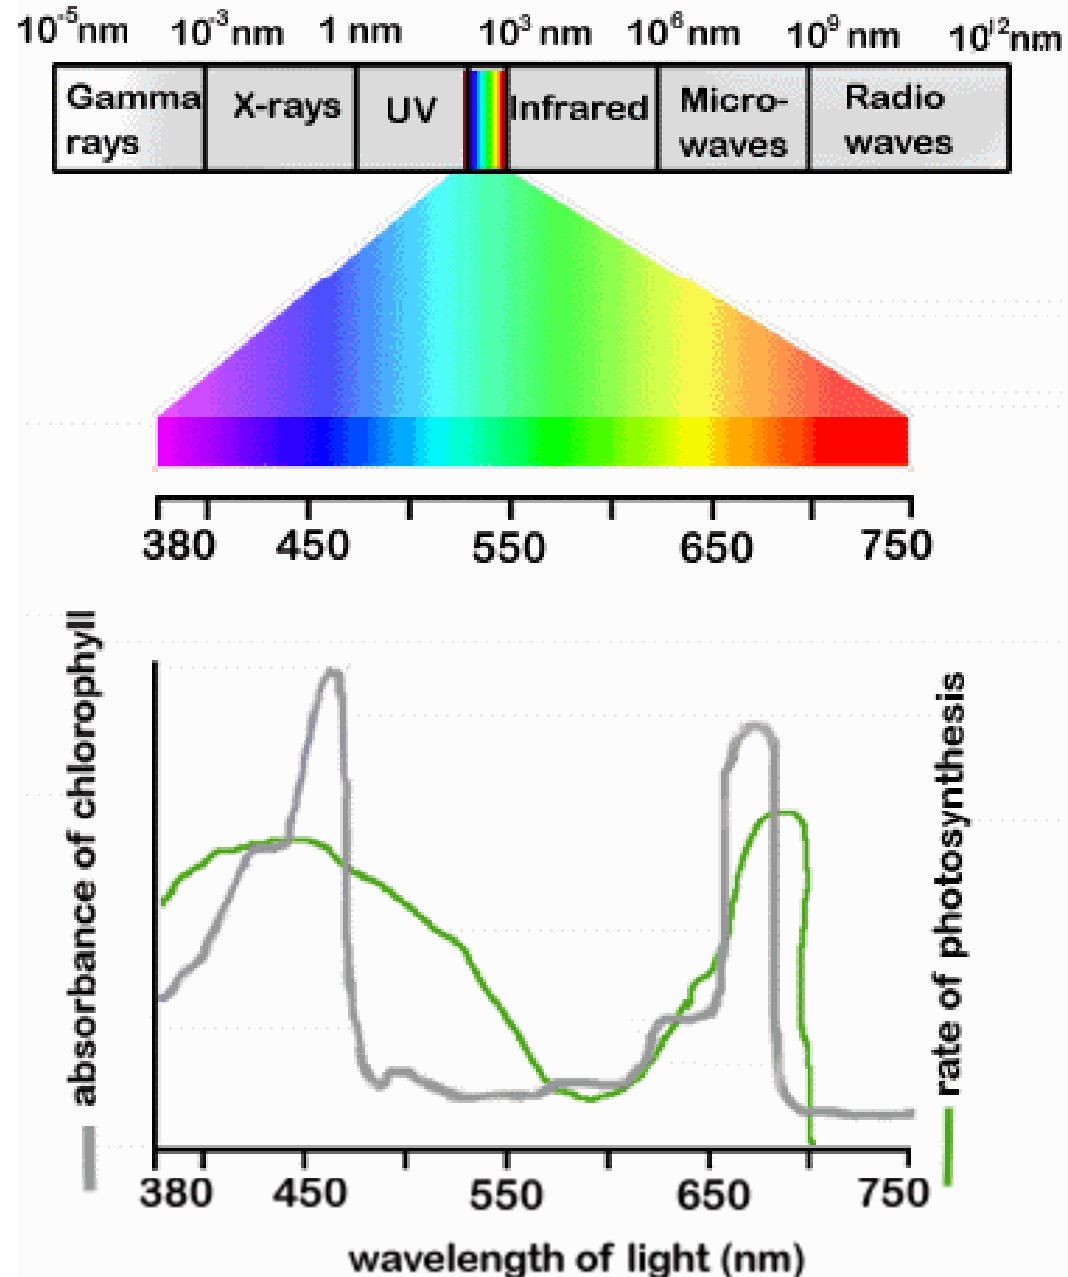 10⁻⁵nm 10⁻³nm 1 nm 10³ nm 10⁶ nm 10⁹ nm 10¹²nm
Gamma rays X-rays UV Infrared Micro-waves Radio waves
380 450 550 650 750
absorbance of chlorophyll
rate of photosynthesis
380 450 550 650 750
wavelength of light (nm)